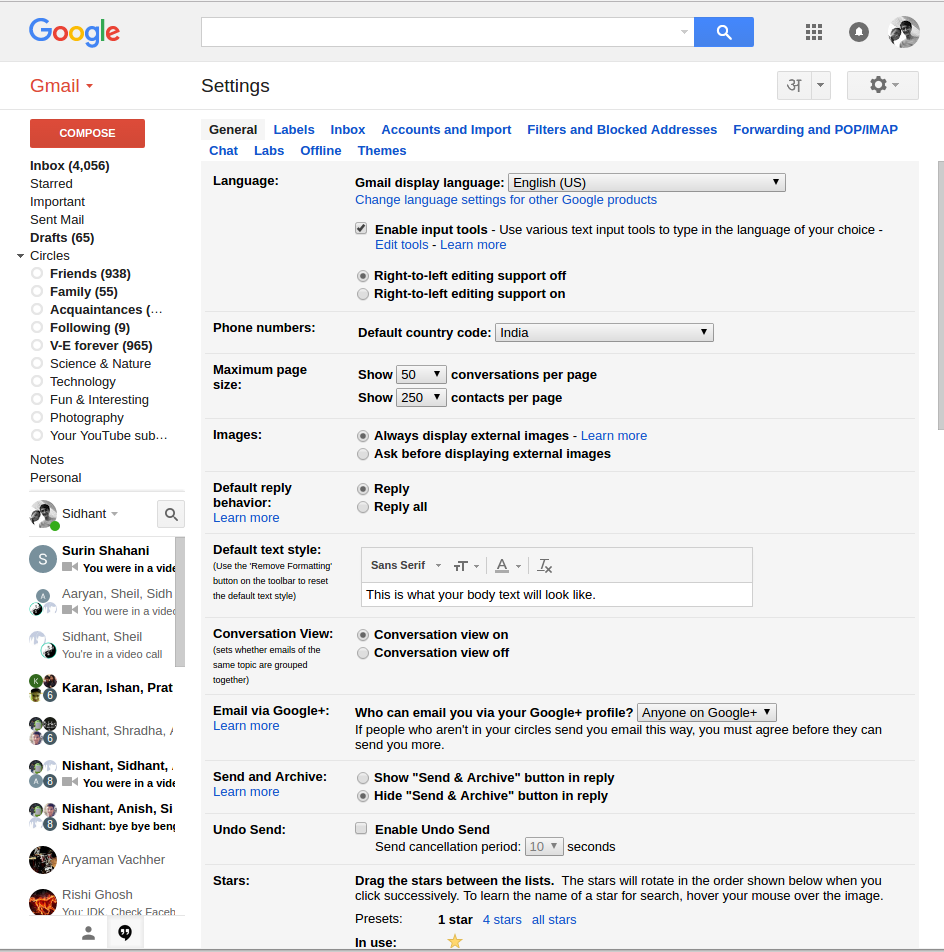 Google
Gmail
Settings
अ
COMPOSE
General Labels Inbox Accounts and Import Filters and Blocked Addresses Forwarding and POP/IMAP
Chat Labs Offline Themes
Inbox (4,056)
Starred
Important
Sent Mail
Drafts (65)
Circles
Friends (938)
Family (55)
Acquaintances (…
Following (9)
V-E forever (965)
Science & Nature
Technology
Fun & Interesting
Photography
Your YouTube sub…
Notes
Personal
Sidhant
S
Surin Shahani
You were in a vide
A
Aaryan, Sheil, Sidh
You were in a videc
Sidhant, Sheil
You're in a video call
K
6
Karan, Ishan, Prat
6
Nishant, Shradha, A
A
8
Nishant, Sidhant,
You were in a vide
8
Nishant, Anish, Si
Sidhant: bye bye beng
Aryaman Vachher
Rishi Ghosh
You: IDK. Check Faceb
Language:
Gmail display language: English (US)
Change language settings for other Google products
Enable input tools - Use various text input tools to type in the language of your choice -
Edit tools - Learn more
Right-to-left editing support off
Right-to-left editing support on
Phone numbers:
Default country code: India
Maximum page
size:
Show 50 conversations per page
Show 250 contacts per page
Images:
Always display external images - Learn more
Ask before displaying external images
Default reply
behavior:
Learn more
Reply
Reply all
Default text style:
(Use the 'Remove Formatting'
button on the toolbar to reset
the default text style)
Sans Serif TT A Tx
This is what your body text will look like.
Conversation View:
(sets whether emails of the
same topic are grouped
together)
Conversation view on
Conversation view off
Email via Google+:
Learn more
Who can email you via your Google+ profile? Anyone on Google+
If people who aren't in your circles send you email this way, you must agree before they can
send you more.
Send and Archive:
Learn more
Show "Send & Archive" button in reply
Hide "Send & Archive" button in reply
Undo Send:
Enable Undo Send
Send cancellation period: 10 seconds
Stars:
Drag the stars between the lists. The stars will rotate in the order shown below when you
click successively. To learn the name of a star for search, hover your mouse over the image.
Presets: 1 star 4 stars all stars
In use: